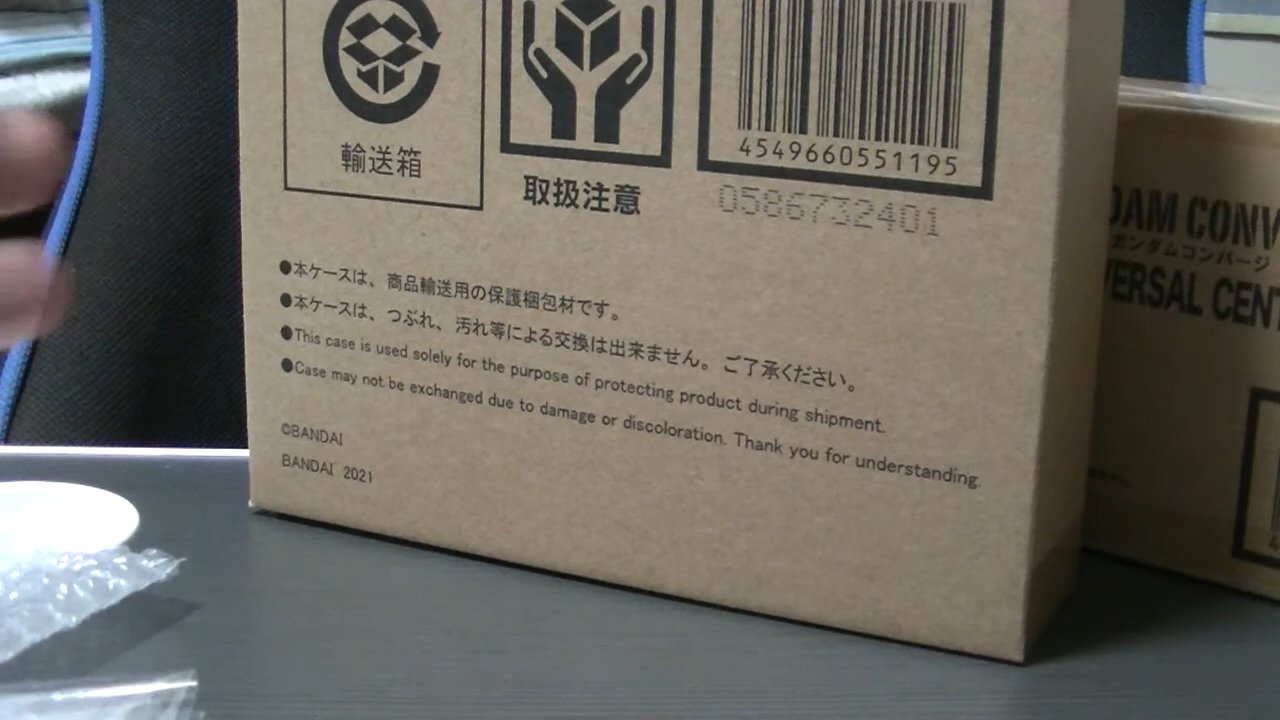 輸送箱
取扱注意
4549660551195
0586732401
●本ケースは、商品輸送用の保護梱包材です。
●本ケースは、つぶれ、汚れ等による交換は出来ません。ご了承ください。
●This case is used solely for the purpose of protecting product during shipment.
●Case may not be exchanged due to damage or discoloration. Thank you for understanding.
©BANDAI
BANDAI 2021
DAM CONV
ガンダムコンバージ
VERSAL CENT